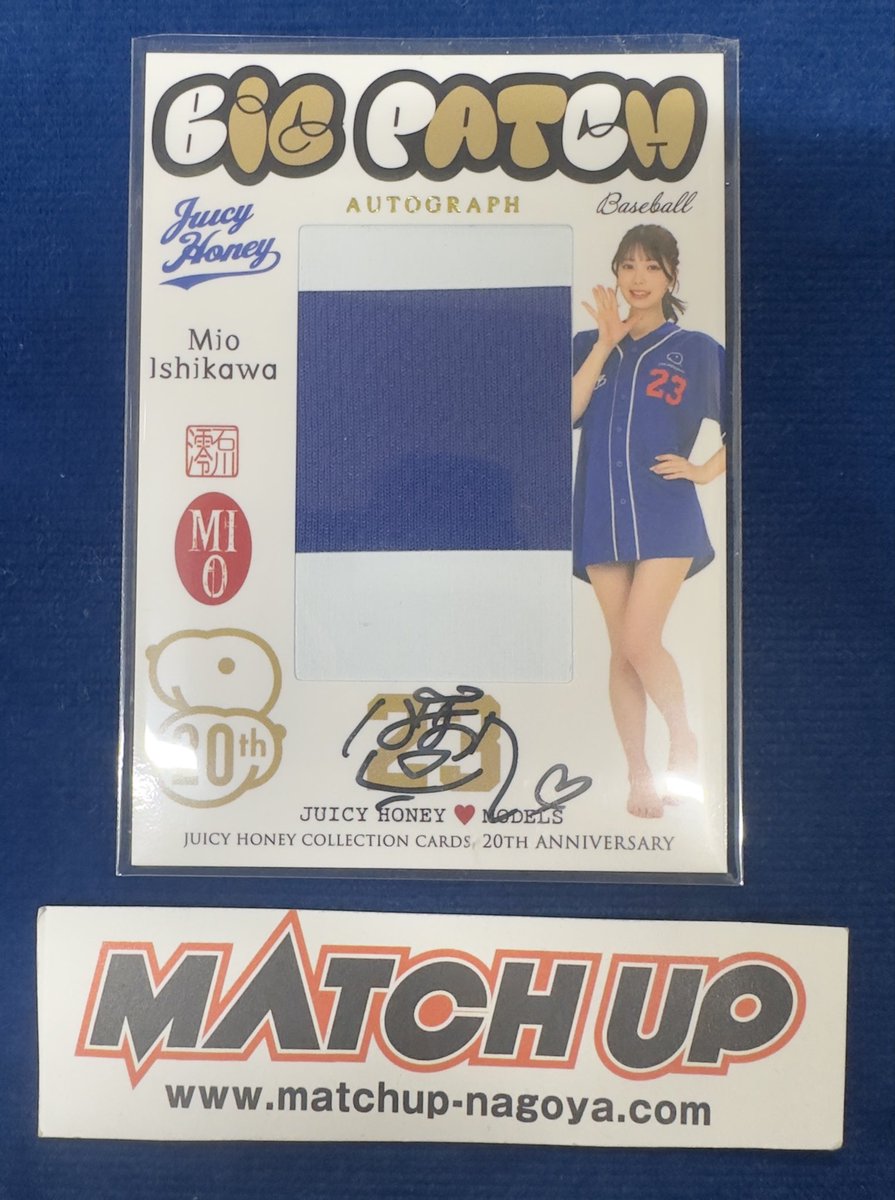 BIG PATCH
AUTOGRAPH
Juicy
Honey
Baseball
Mio
Ishikawa
23
石川
澪
MI
O
20th
23
JUICY HONEY ♥ MODELS
JUICY HONEY COLLECTION CARDS, 20TH ANNIVERSARY
MATCH UP
www.matchup-nagoya.com